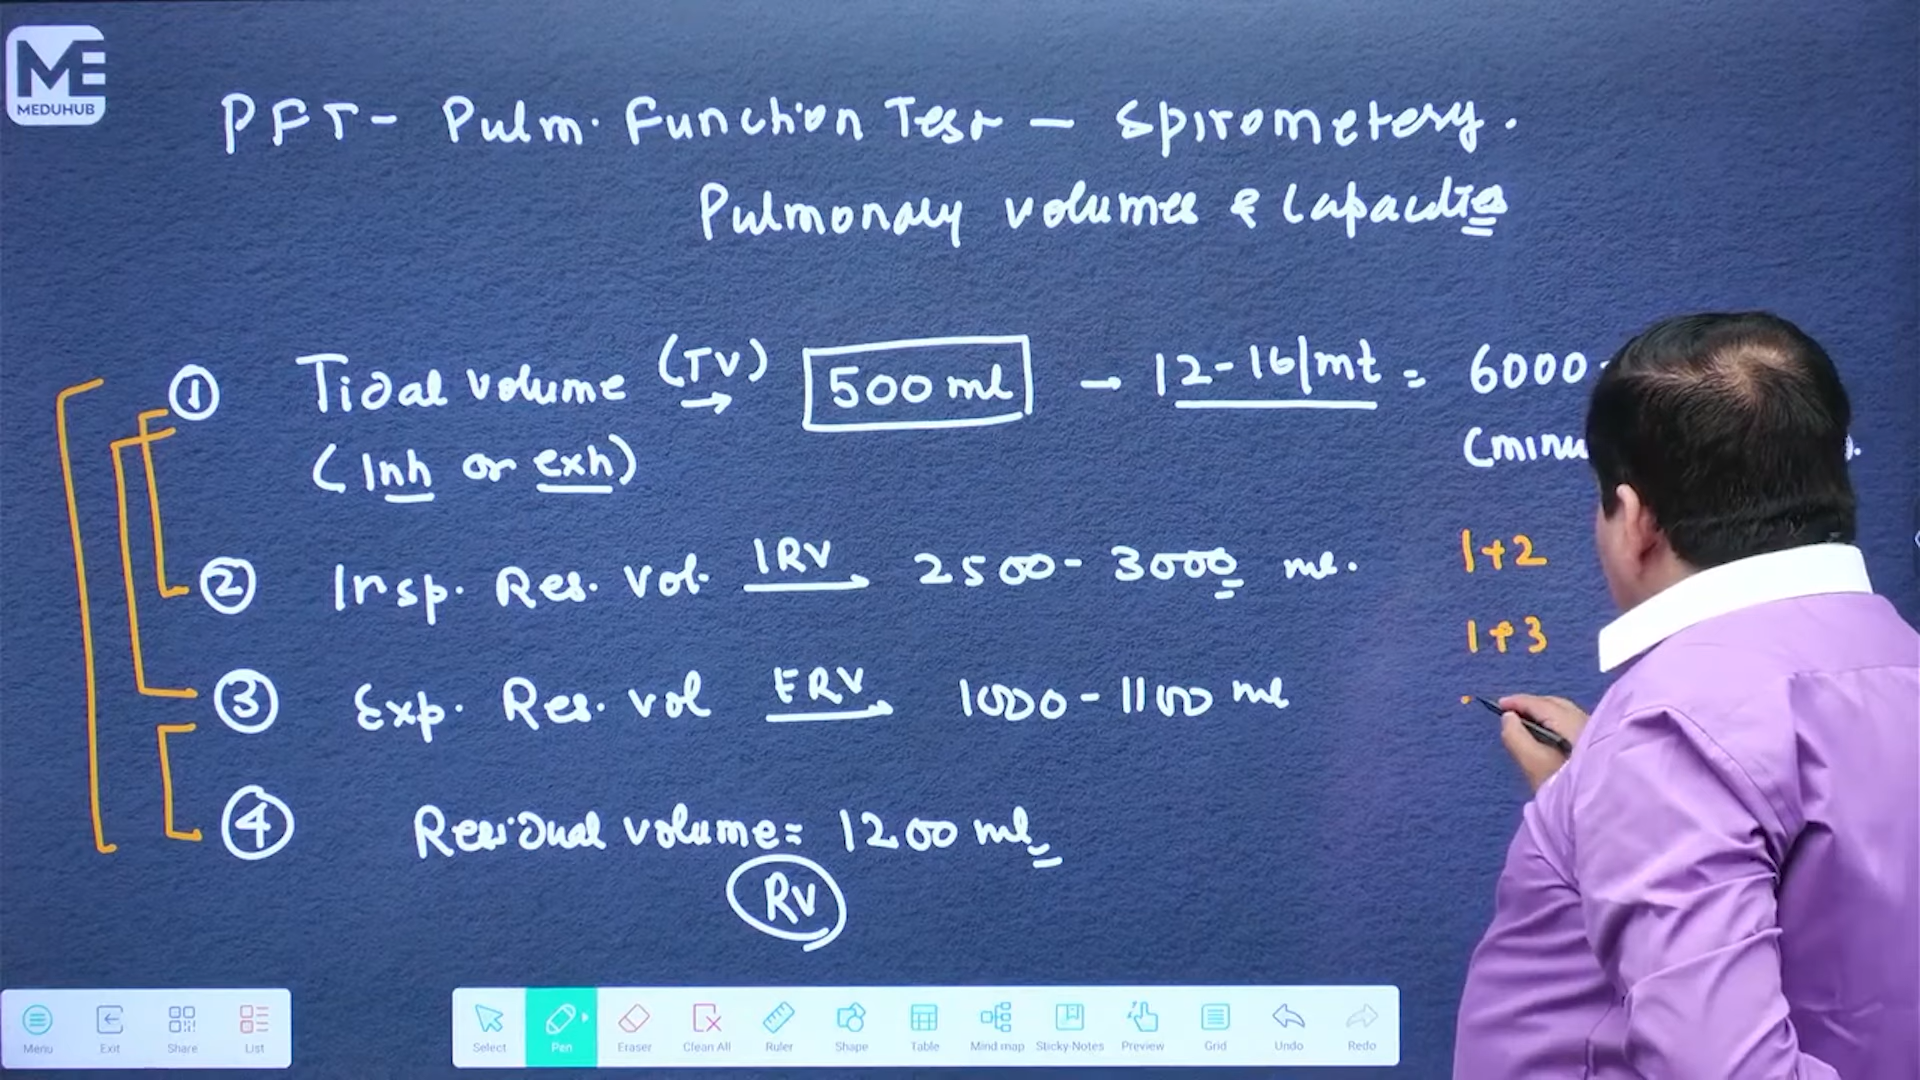 ME
MEDUHUB
PFT - Pulm. Function Test - Spirometery.
Pulmonary volumes & Capacities
① Tidal volume (TV) → 500 ml → 12-16/mt = 6000-
(Inh or exh)
② Insp. Res. Vol. IRV → 2500 - 3000 ml.
1+2
1+3
③ Exp. Res. vol ERV → 1000 - 1100 ml
④ Residual volume = 1200 ml
RV
Menu Exit Share List Select Pen Eraser Clean All Ruler Shape Table Mind map Sticky-Notes Preview Grid Undo Redo